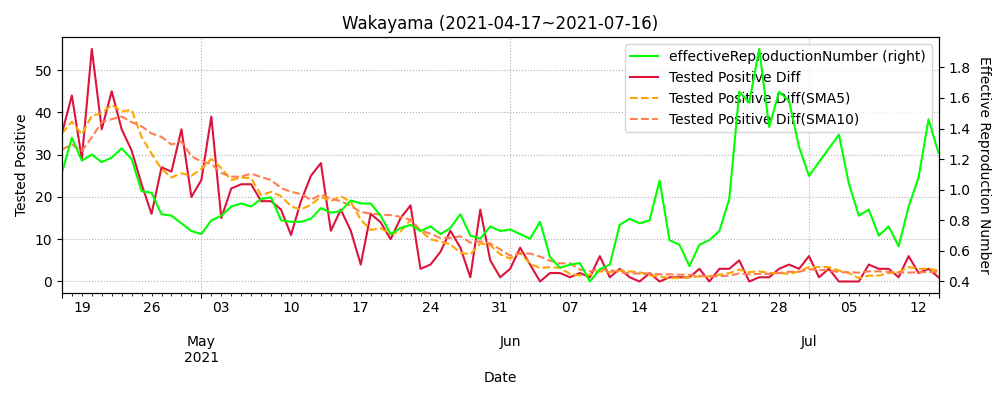 Wakayama (2021-04-17~2021-07-16)
effectiveReproductionNumber (right)
Tested Positive Diff
Tested Positive Diff(SMA5)
Tested Positive Diff(SMA10)
Tested Positive
50
40
30
20
10
0
Effective Reproduction Number
1.8
1.6
1.4
1.2
1.0
0.8
0.6
0.4
19 26 03 10 17 24 31 07 14 21 28 05 12
May Jun Jul
2021
Date